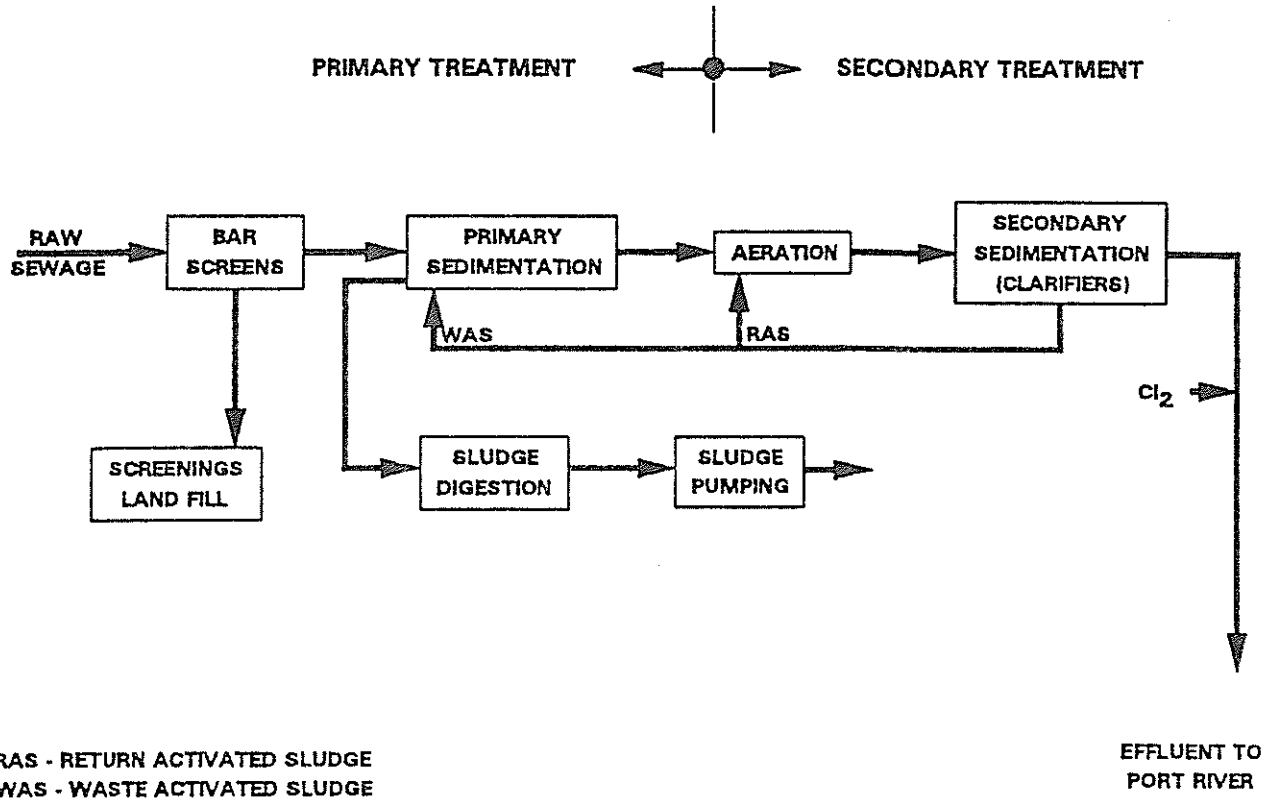 PRIMARY TREATMENT
SECONDARY TREATMENT
RAW
SEWAGE
BAR
SCREENS
PRIMARY
SEDIMENTATION
AERATION
SECONDARY
SEDIMENTATION
(CLARIFIERS)
WAS
RAS
Cl2
SCREENINGS
LAND FILL
SLUDGE
DIGESTION
SLUDGE
PUMPING
RAS - RETURN ACTIVATED SLUDGE
WAS - WASTE ACTIVATED SLUDGE
EFFLUENT TO
PORT RIVER